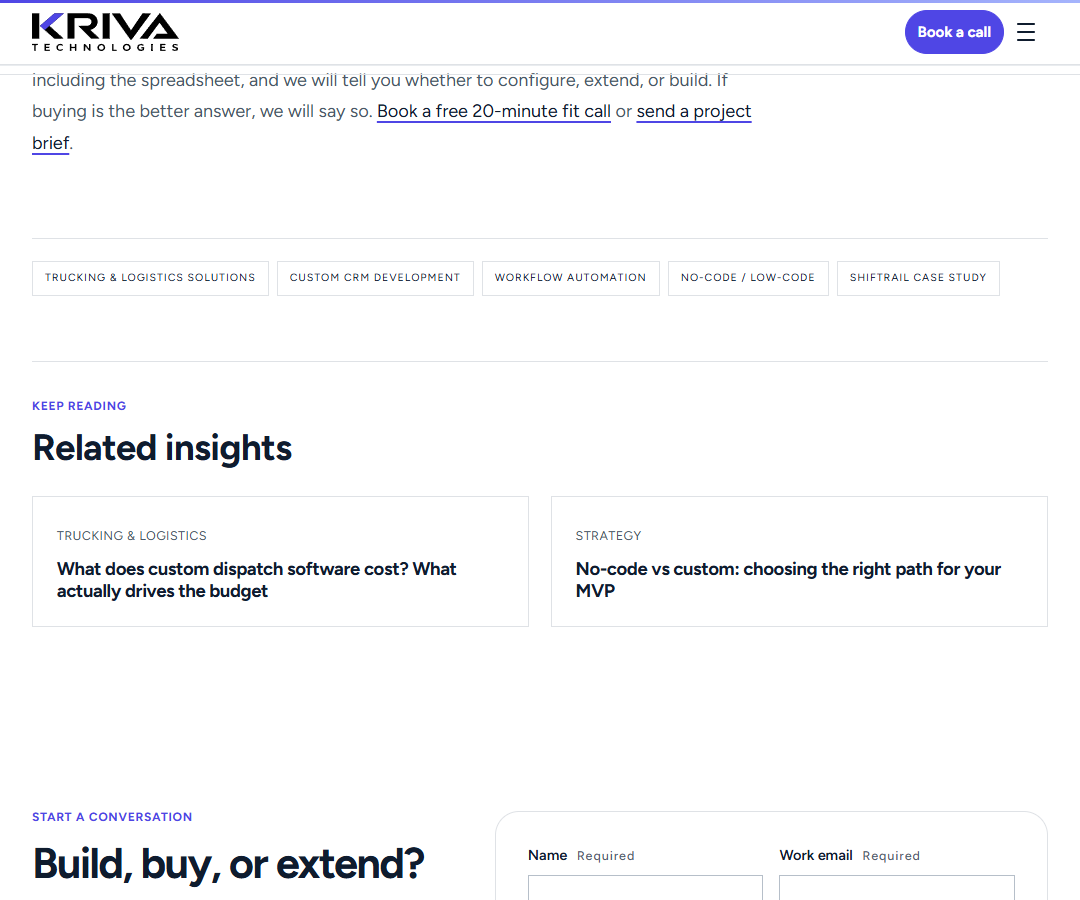 KRIVA
TECHNOLOGIES
Book a call
including the spreadsheet, and we will tell you whether to configure, extend, or build. If
buying is the better answer, we will say so. Book a free 20-minute fit call or send a project
brief.
TRUCKING & LOGISTICS SOLUTIONS
CUSTOM CRM DEVELOPMENT
WORKFLOW AUTOMATION
NO-CODE / LOW-CODE
SHIFTRAIL CASE STUDY
KEEP READING
Related insights
TRUCKING & LOGISTICS
What does custom dispatch software cost? What
actually drives the budget
STRATEGY
No-code vs custom: choosing the right path for your
MVP
START A CONVERSATION
Build, buy, or extend?
Name Required
Work email Required